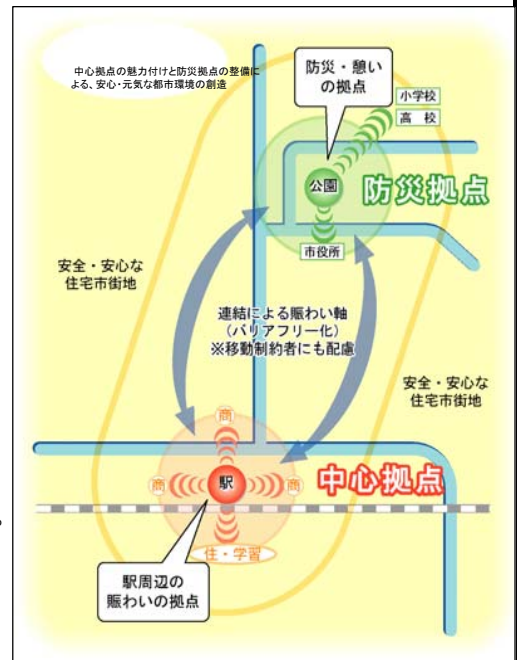 中心拠点の魅力付けと防災拠点の整備に
よる、安心・元気な都市環境の創造
防災・憩い
の拠点
小学校
高 校
公園
防災拠点
市役所
安全・安心な
住宅市街地
連結による賑わい軸
(バリアフリー化)
※移動制約者にも配慮
安全・安心な
住宅市街地
商
商
駅
商
中心拠点
住・学習
駅周辺の
賑わいの拠点
。